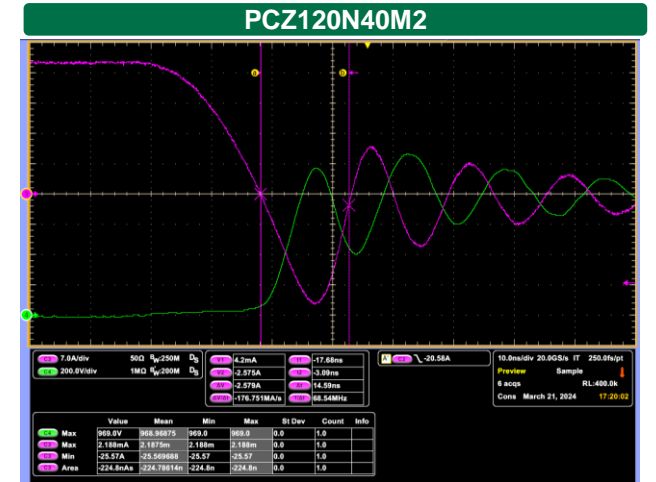 PCZ120N40M2
a b
C3 7.0A/div 50Ω BW:250M
C4 200.0V/div 1MΩ BW:200M
V1 4.2mA t1 -17.68ns
V2 -2.575A t2 -3.09ns
ΔV -2.579A Δt 14.59ns
ΔV/Δt -176.751MA/s 1/Δt 68.54MHz
A' C3 -20.58A
10.0ns/div 20.0GS/s IT 250.0fs/pt
Preview Sample
6 acqs RL:400.0k
Cons March 21, 2024 17:20:02
Value Mean Min Max St Dev Count Info
C4 Max 969.0V 968.96875 969.0 969.0 0.0 1.0
C3 Max 2.188mA 2.1875m 2.188m 2.188m 0.0 1.0
C3 Min -25.57A -25.569688 -25.57 -25.57 0.0 1.0
C3 Area -224.8nAs -224.78614n -224.8n -224.8n 0.0 1.0